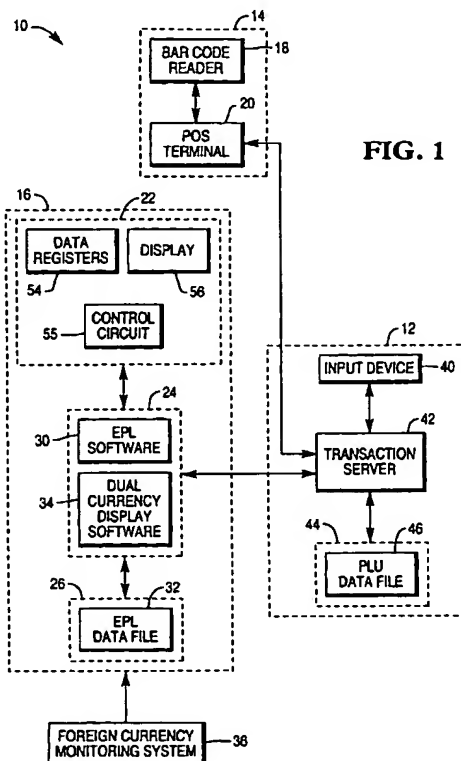 10
14
BAR CODE
READER
18
20
POS
TERMINAL
FIG. 1
16
22
DATA
REGISTERS
DISPLAY
54
56
CONTROL
CIRCUIT
55
12
INPUT DEVICE
40
24
30
EPL
SOFTWARE
42
TRANSACTION
SERVER
34
DUAL
CURRENCY
DISPLAY
SOFTWARE
44
46
PLU
DATA FILE
26
32
EPL
DATA FILE
FOREIGN CURRENCY
MONITORING SYSTEM
36